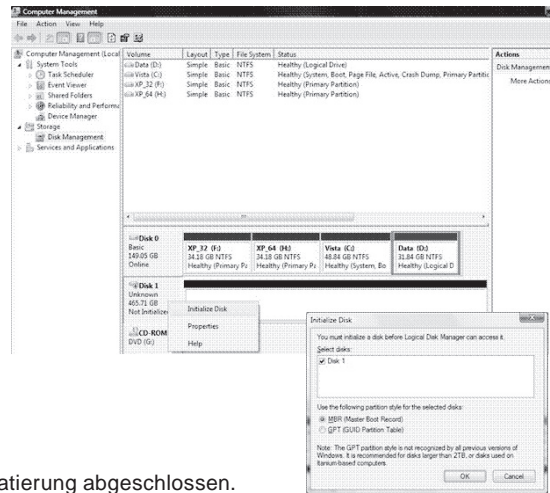 Computer Management
File Action View Help
Computer Management (Local
System Tools
Task Scheduler
Event Viewer
Shared Folders
Reliability and Performa
Device Manager
Storage
Disk Management
Services and Applications
Volume Layout Type File System Status
Data (D:) Simple Basic NTFS Healthy (Logical Drive)
Vista (C:) Simple Basic NTFS Healthy (System, Boot, Page File, Active, Crash Dump, Primary Partitic
XP_32 (F:) Simple Basic NTFS Healthy (Primary Partition)
XP_64 (H:) Simple Basic NTFS Healthy (Primary Partition)
Actions
Disk Management
More Actions
Disk 0
Basic
149.05 GB
Online
XP_32 (F:)
34.18 GB NTFS
Healthy (Primary Pa
XP_64 (H:)
34.18 GB NTFS
Healthy (Primary Pa
Vista (C:)
48.84 GB NTFS
Healthy (System, Bo
Data (D:)
31.84 GB NTFS
Healthy (Logical D
Disk 1
Unknown
465.71 GB
Not Initialized
Initialize Disk
Properties
Help
CD-ROM
DVD (G:)
Initialize Disk
You must initialize a disk before Logical Disk Manager can access it.
Select disks:
Disk 1
Use the following partition style for the selected disks:
MBR (Master Boot Record)
GPT (GUID Partition Table)
Note: The GPT partition style is not recognized by all previous versions of
Windows. It is recommended for disks larger than 2TB, or disks used on
Itanium-based computers.
OK Cancel
atierung abgeschlossen.